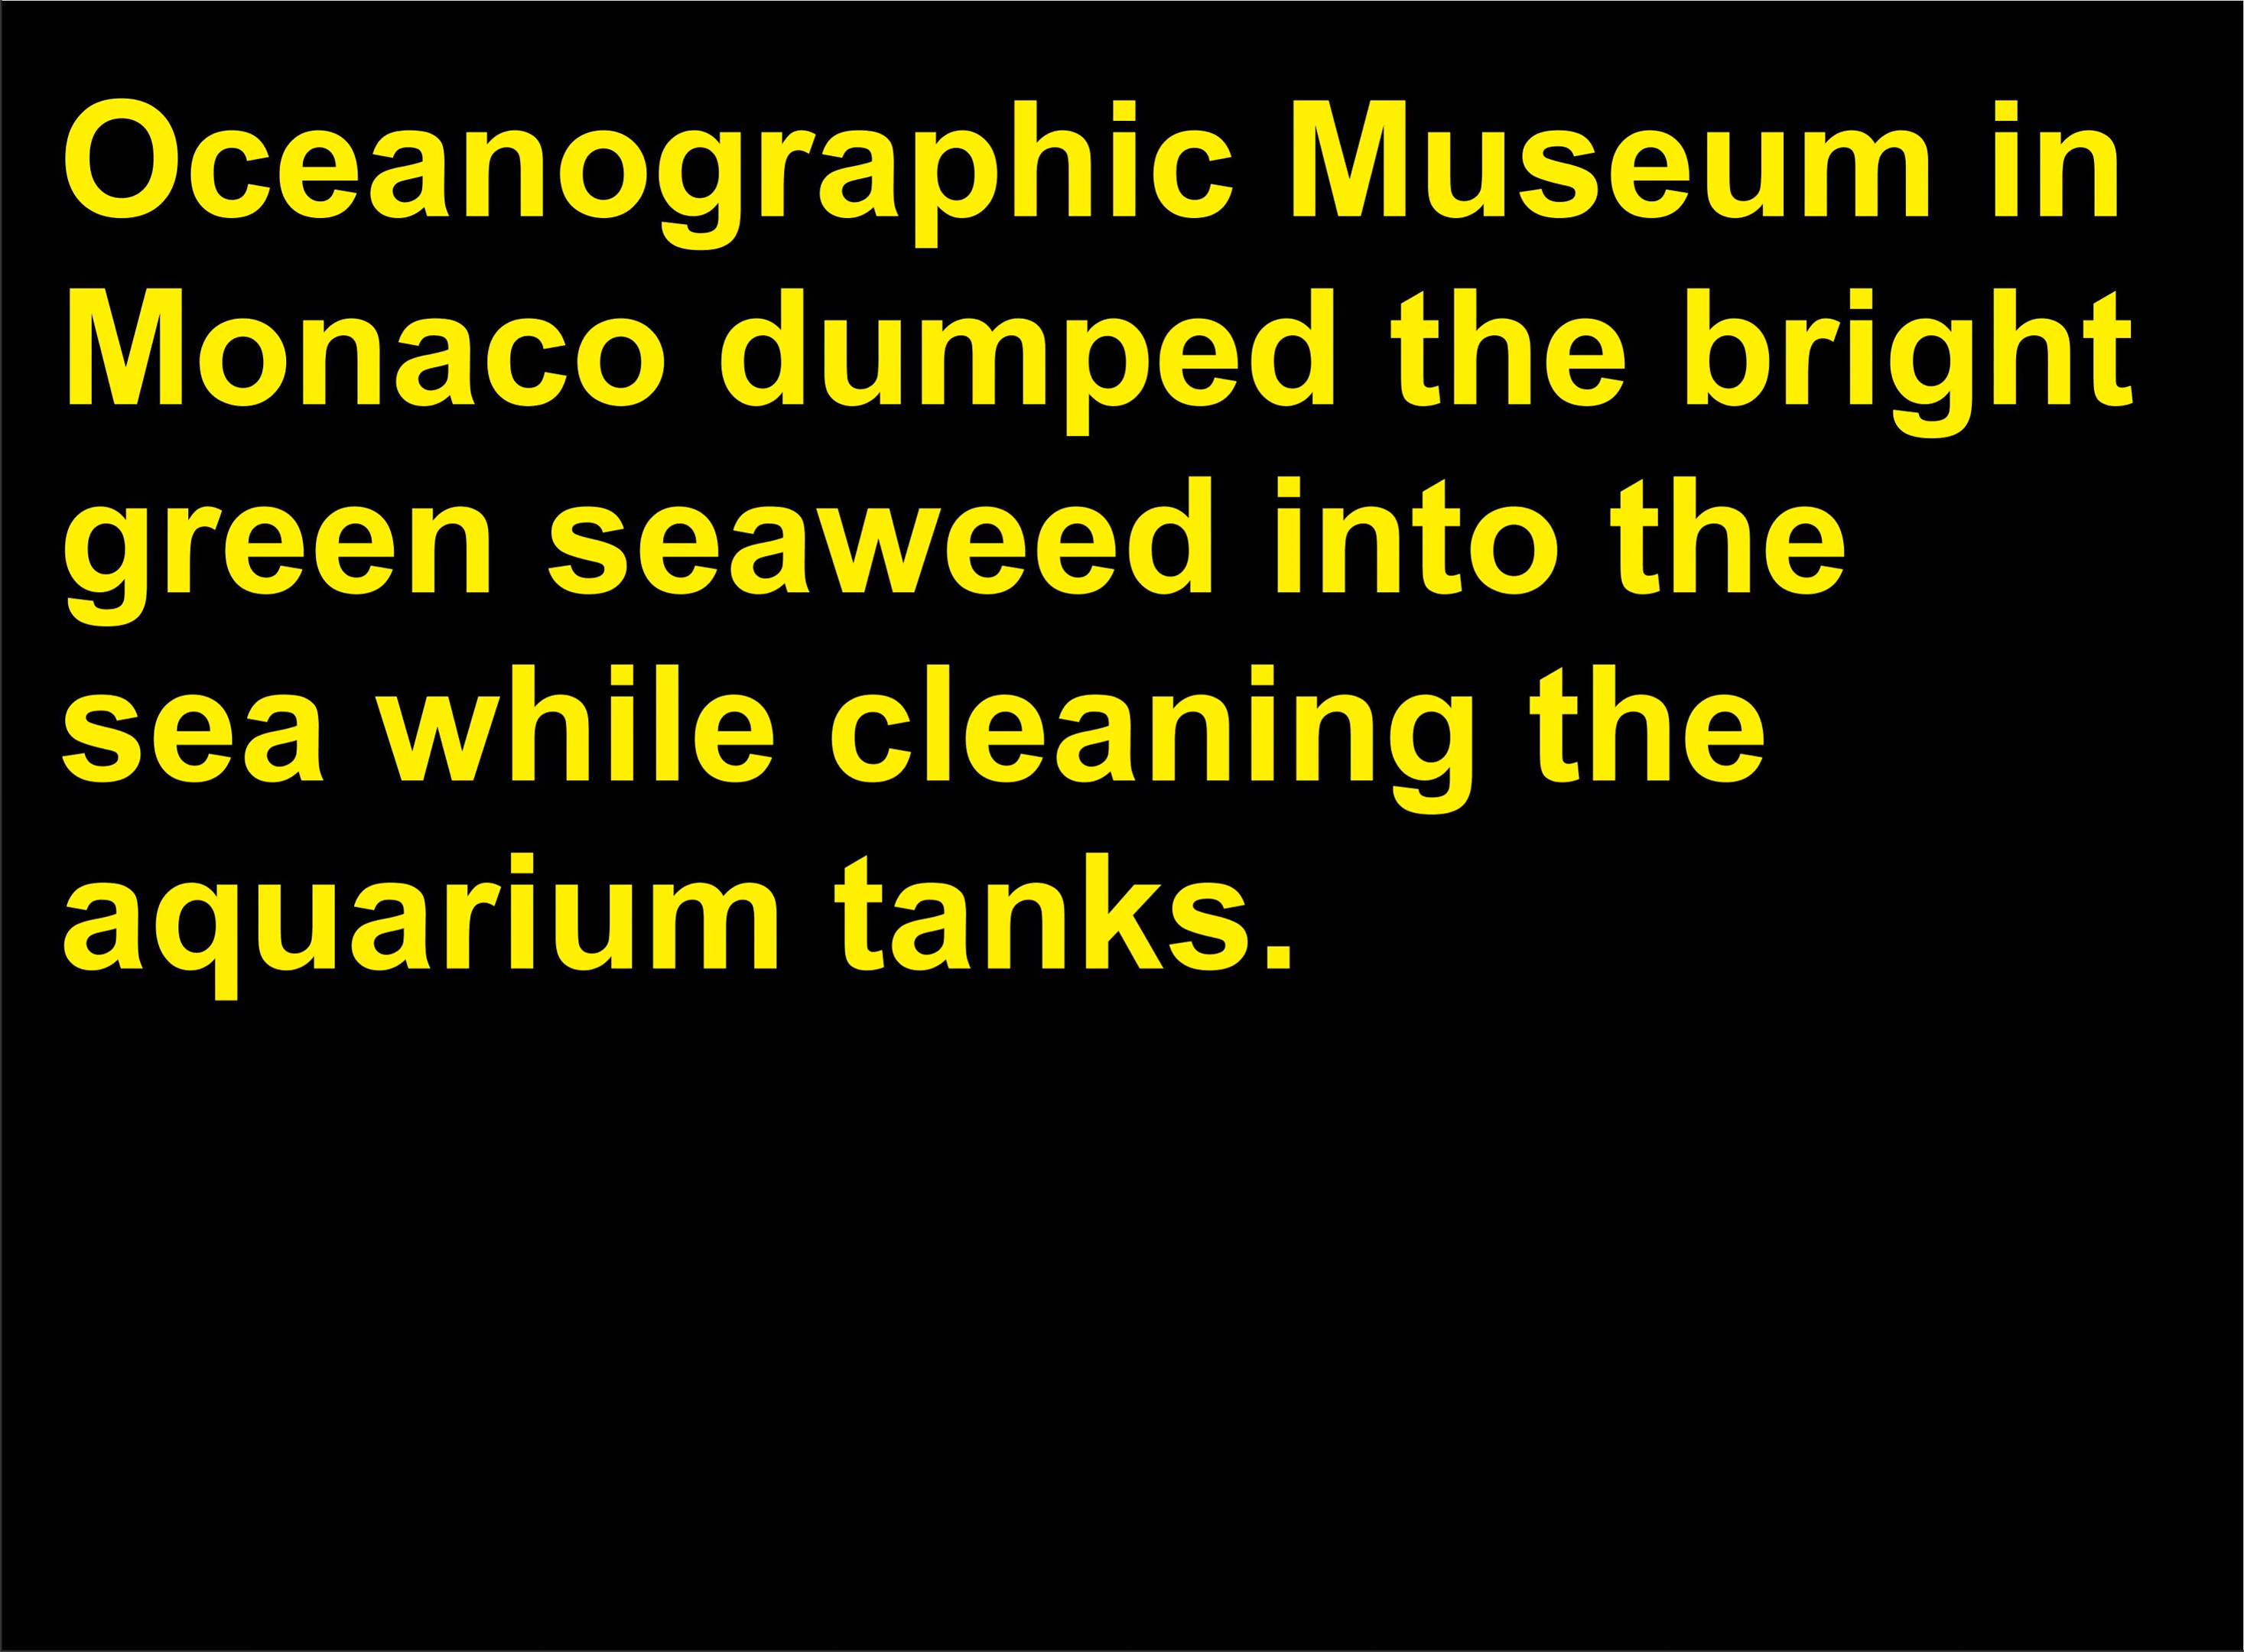 Oceanographic Museum in
Monaco dumped the bright
green seaweed into the
sea while cleaning the
aquarium tanks.